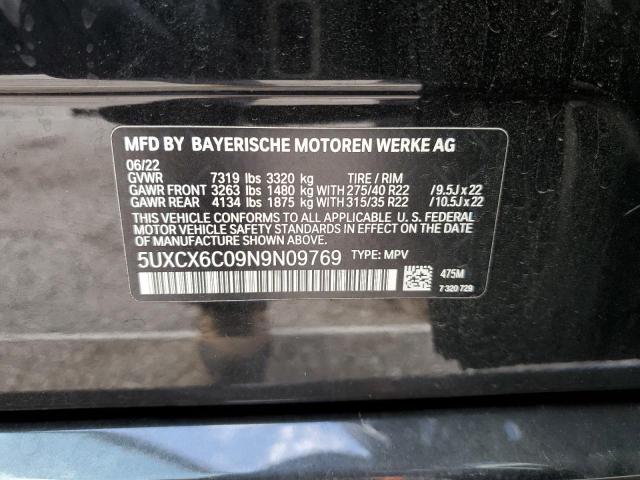 MFD BY BAYERISCHE MOTOREN WERKE AG
06/22
GVWR 7319 lbs 3320 kg TIRE / RIM
GAWR FRONT 3263 lbs 1480 kg WITH 275/40 R22 /9.5J x 22
GAWR REAR 4134 lbs 1875 kg WITH 315/35 R22 /10.5J x 22
THIS VEHICLE CONFORMS TO ALL APPLICABLE U. S. FEDERAL
MOTOR VEHICLE SAFETY STANDARDS IN EFFECT ON THE
DATE OF MANUFACTURE SHOWN ABOVE.
5UXCX6C09N9N09769 TYPE: MPV
475M
7 320 729